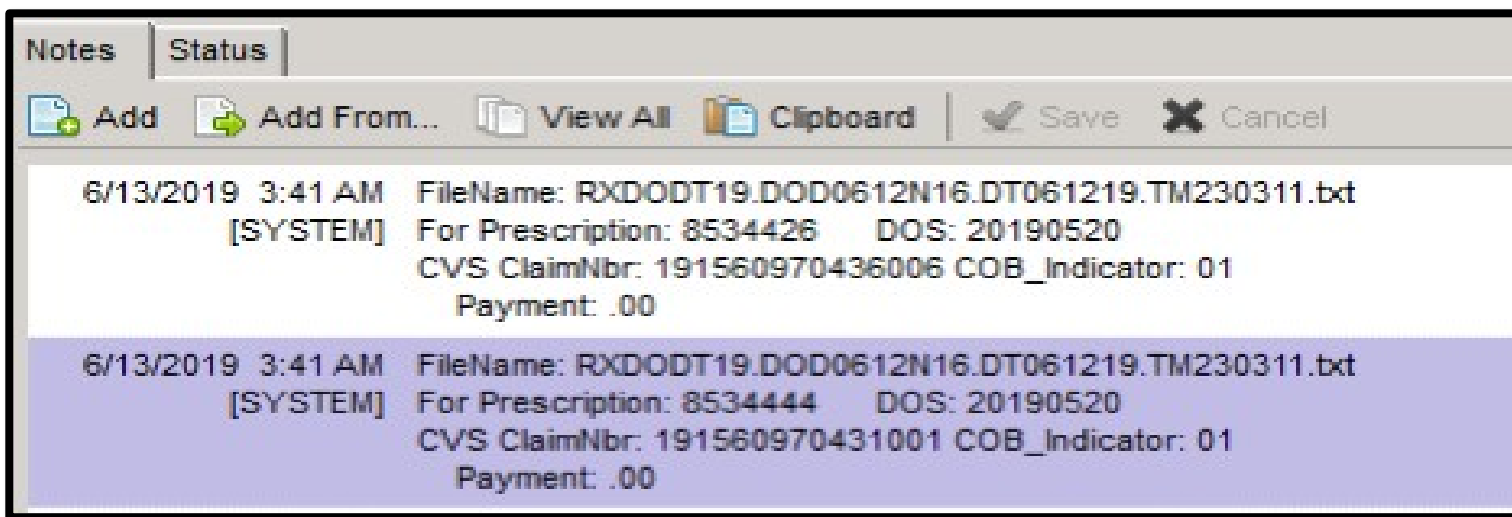 Notes Status
Add Add From... View All Clipboard Save Cancel
6/13/2019 3:41 AM FileName: RXDODT19.DOD0612N16.DT061219.TM230311.txt
[SYSTEM] For Prescription: 8534426 DOS: 20190520
CVS ClaimNbr: 191560970436006 COB_Indicator: 01
Payment: .00
6/13/2019 3:41 AM FileName: RXDODT19.DOD0612N16.DT061219.TM230311.txt
[SYSTEM] For Prescription: 8534444 DOS: 20190520
CVS ClaimNbr: 191560970431001 COB_Indicator: 01
Payment: .00